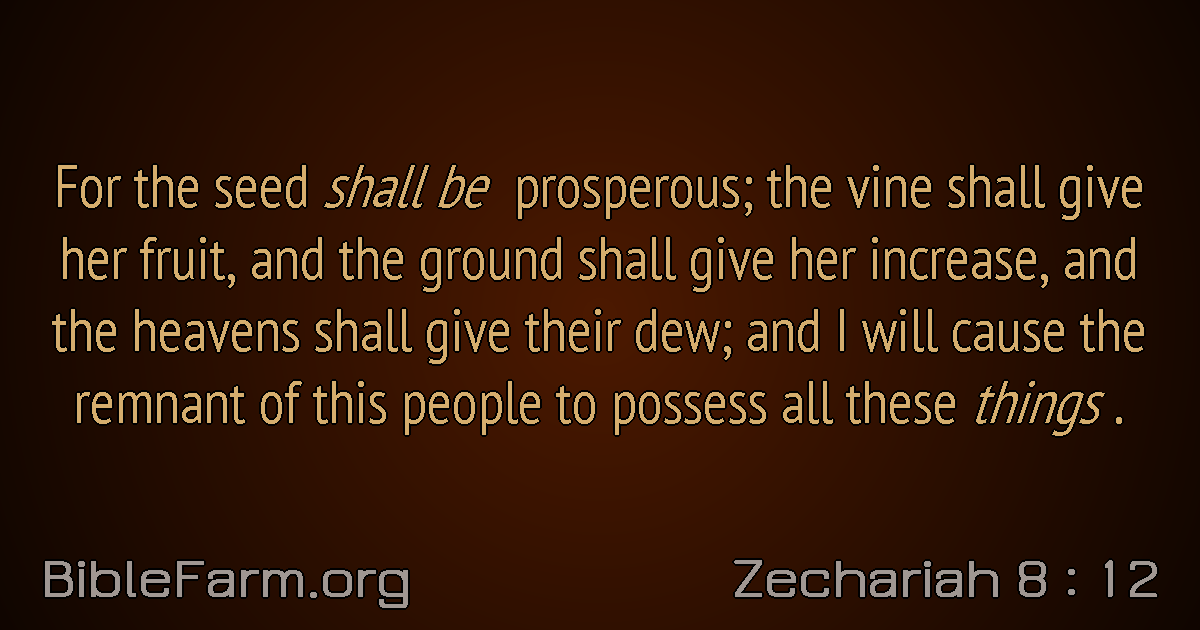 For the seed shall be prosperous; the vine shall give
her fruit, and the ground shall give her increase, and
the heavens shall give their dew; and I will cause the
remnant of this people to possess all these things .
BibleFarm.org
Zechariah 8 : 12